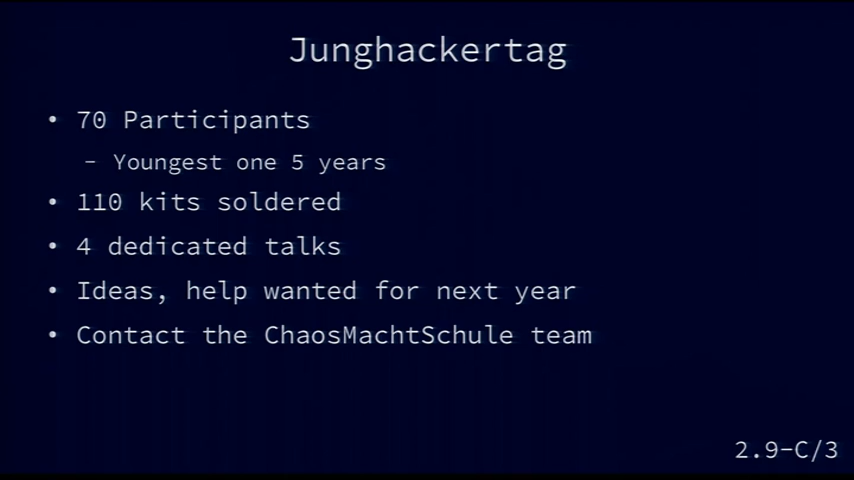 Junghackertag
• 70 Participants
– Youngest one 5 years
• 110 kits soldered
• 4 dedicated talks
• Ideas, help wanted for next year
• Contact the ChaosMachtSchule team
2.9-C/3